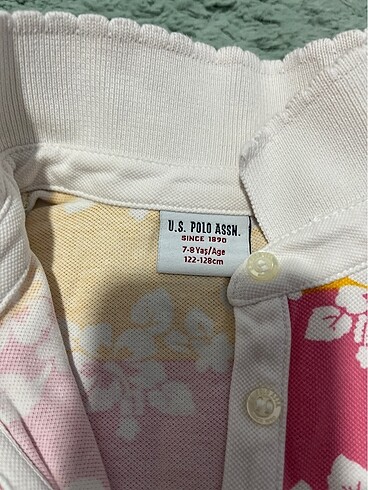 U.S. POLO ASSN.
SINCE 1890
7-8 Yaş/Age
122-128cm